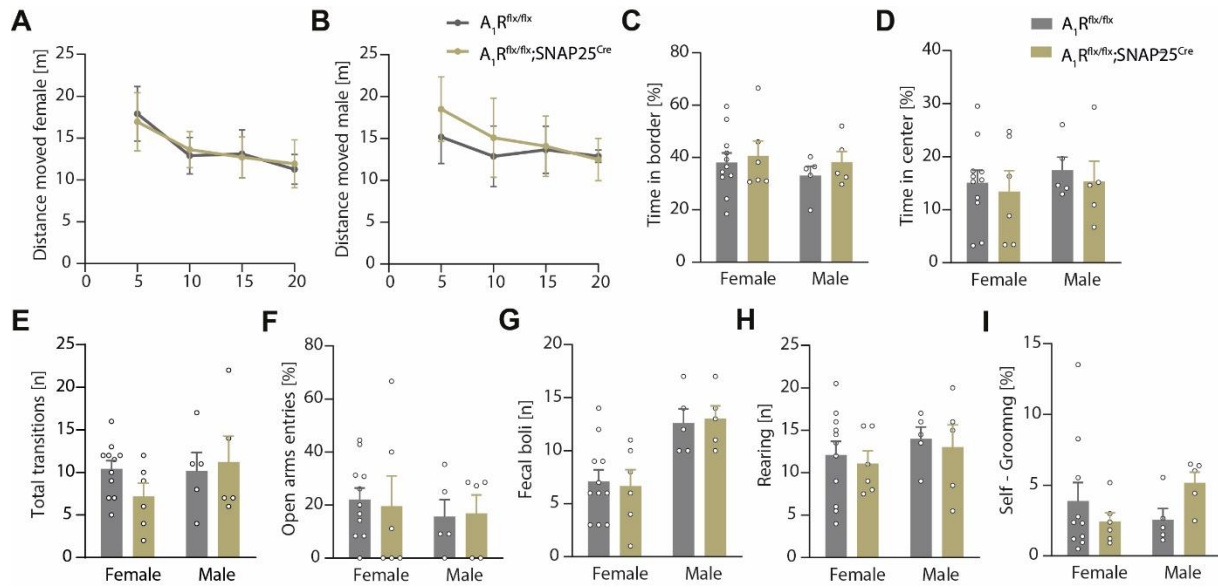 A
Distance moved female [m]
25
20
15
10
5
0
0 5 10 15 20
B
A1Rflx/flx
A1Rflx/flx;SNAP25Cre
Distance moved male [m]
25
20
15
10
5
0
0 5 10 15 20
C
Time in border [%]
80
60
40
20
0
Female Male
D
A1Rflx/flx
A1Rflx/flx;SNAP25Cre
Time in center [%]
40
30
20
10
0
Female Male
E
Total transitions [n]
25
20
15
10
5
0
Female Male
F
Open arms entries [%]
80
60
40
20
0
Female Male
G
Fecal boli [n]
20
15
10
5
0
Female Male
H
Rearing [n]
25
20
15
10
5
0
Female Male
I
Self - Grooming [%]
15
10
5
0
Female Male